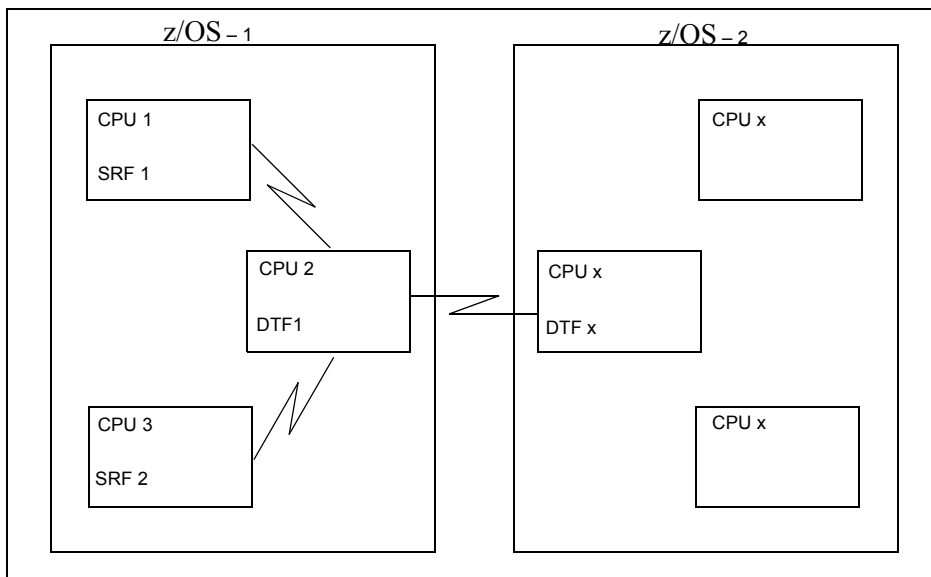 z/OS – 1
CPU 1
SRF 1
CPU 2
DTF1
CPU 3
SRF 2
z/OS – 2
CPU x
CPU x
DTF x
CPU x